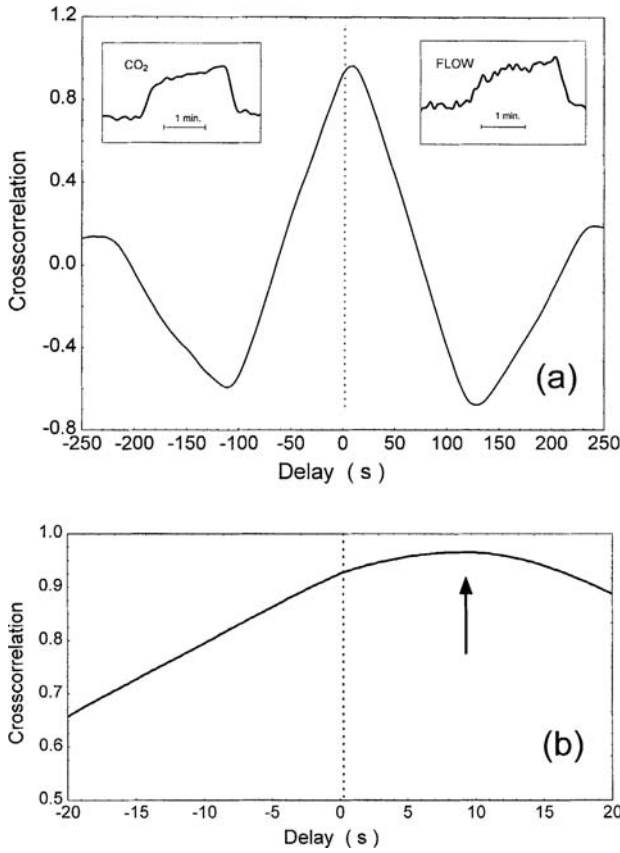 1.2
0.8
0.4
0.0
-0.4
-0.8
Crosscorrelation
CO2
1 min.
FLOW
1 min.
(a)
-250 -200 -150 -100 -50 0 50 100 150 200 250
Delay ( s )
1.0
0.9
0.8
0.7
0.6
0.5
Crosscorrelation
(b)
-20 -15 -10 -5 0 5 10 15 20
Delay ( s )